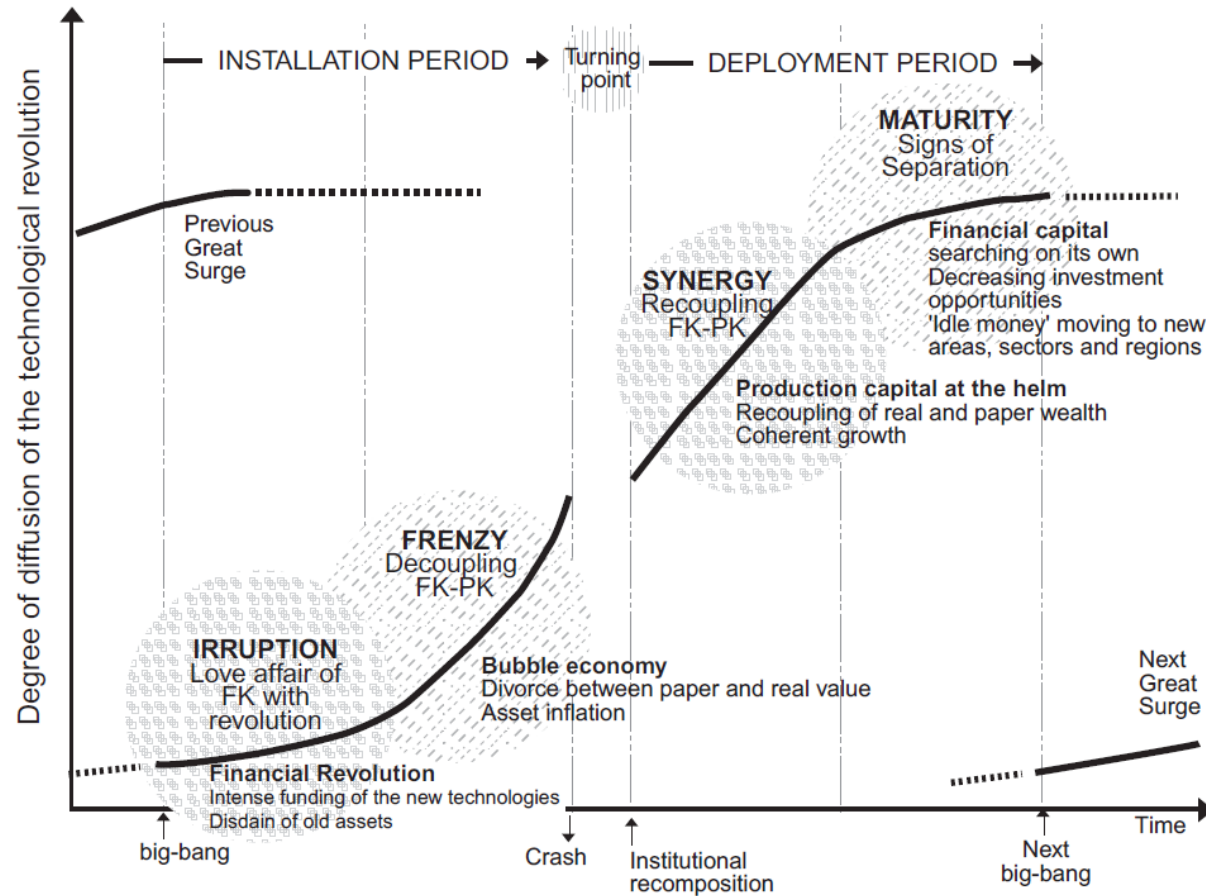 Degree of diffusion of the technological revolution
INSTALLATION PERIOD
Turning
point
DEPLOYMENT PERIOD
Previous
Great
Surge
MATURITY
Signs of
Separation
Financial capital
searching on its own
Decreasing investment
opportunities
'Idle money' moving to new
areas, sectors and regions
SYNERGY
Recoupling
FK-PK
Production capital at the helm
Recoupling of real and paper wealth
Coherent growth
FRENZY
Decoupling
FK-PK
Bubble economy
Divorce between paper and real value
Asset inflation
IRRUPTION
Love affair of
FK with
revolution
Financial Revolution
Intense funding of the new technologies
Disdain of old assets
Next
Great
Surge
Time
big-bang
Crash
Institutional
recomposition
Next
big-bang